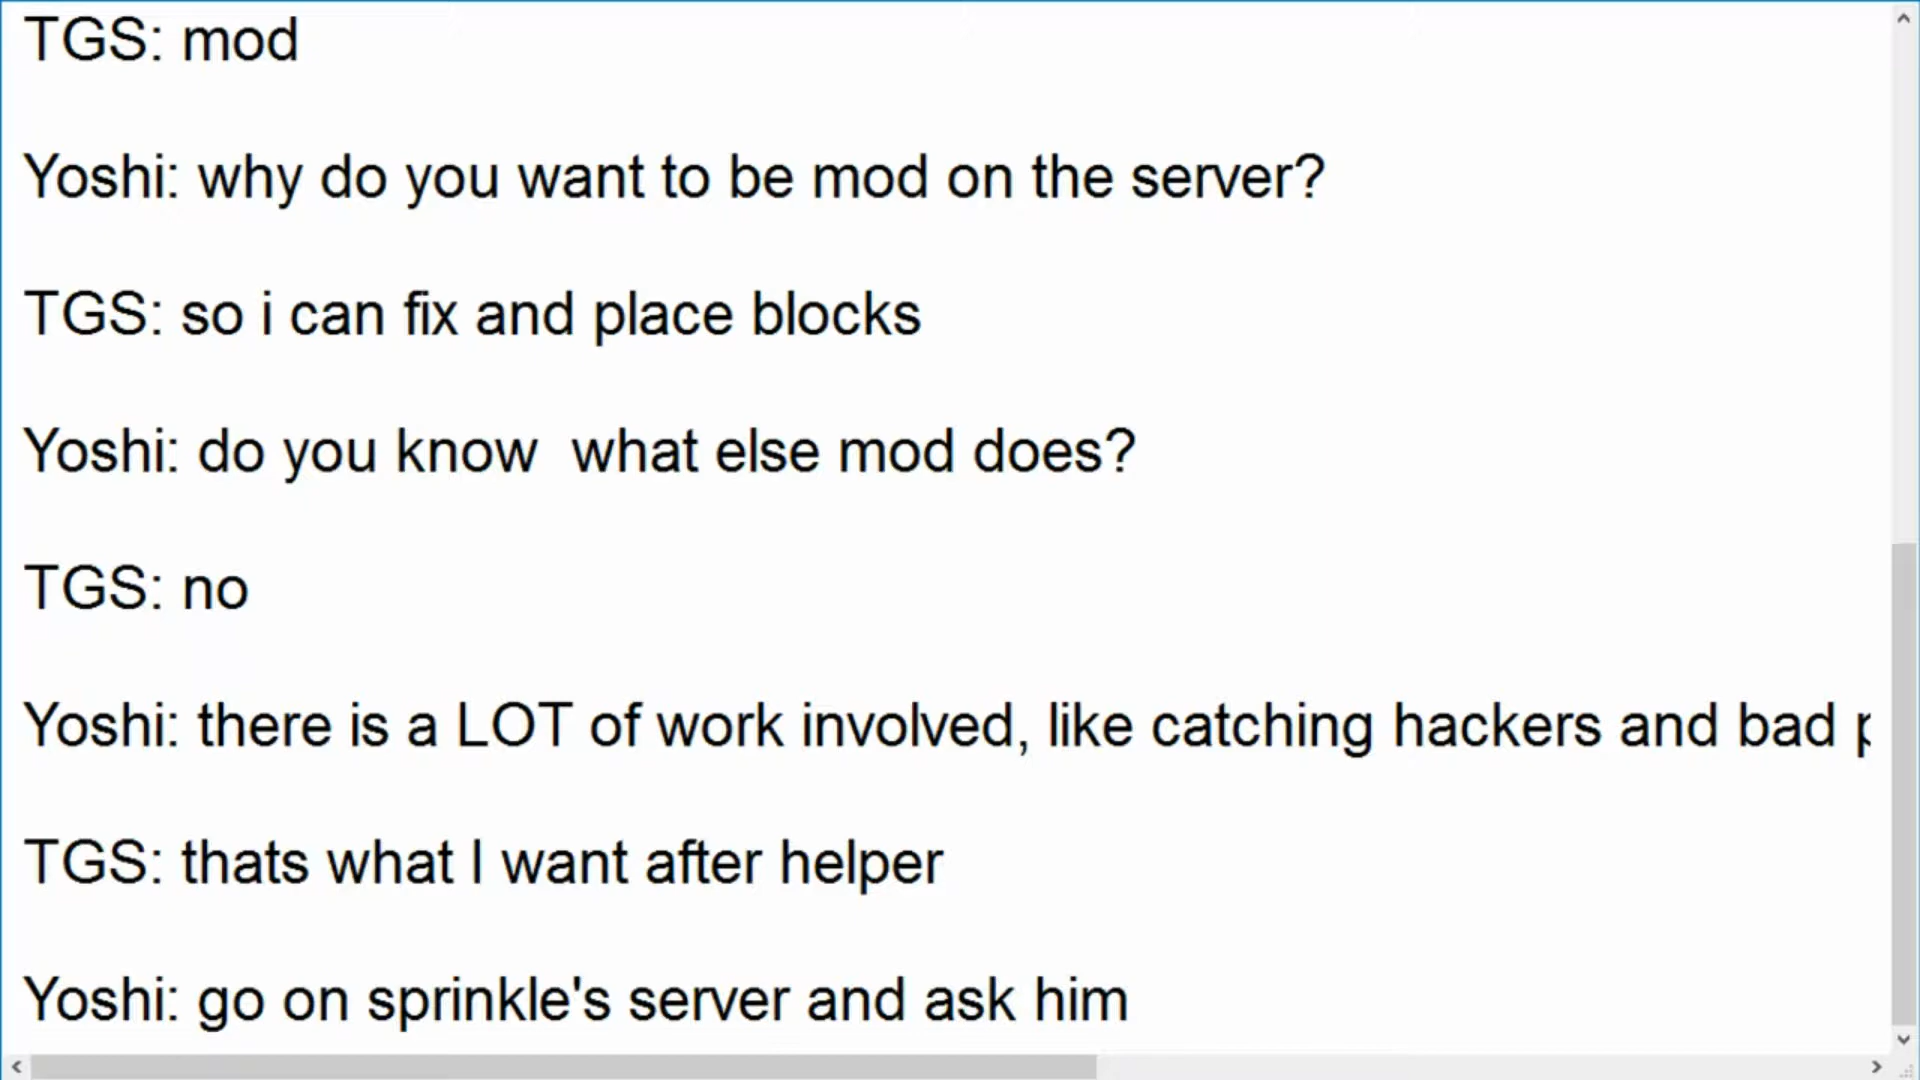 TGS: mod
Yoshi: why do you want to be mod on the server?
TGS: so i can fix and place blocks
Yoshi: do you know  what else mod does?
TGS: no
Yoshi: there is a LOT of work involved, like catching hackers and bad
TGS: thats what I want after helper
Yoshi: go on sprinkle's server and ask him